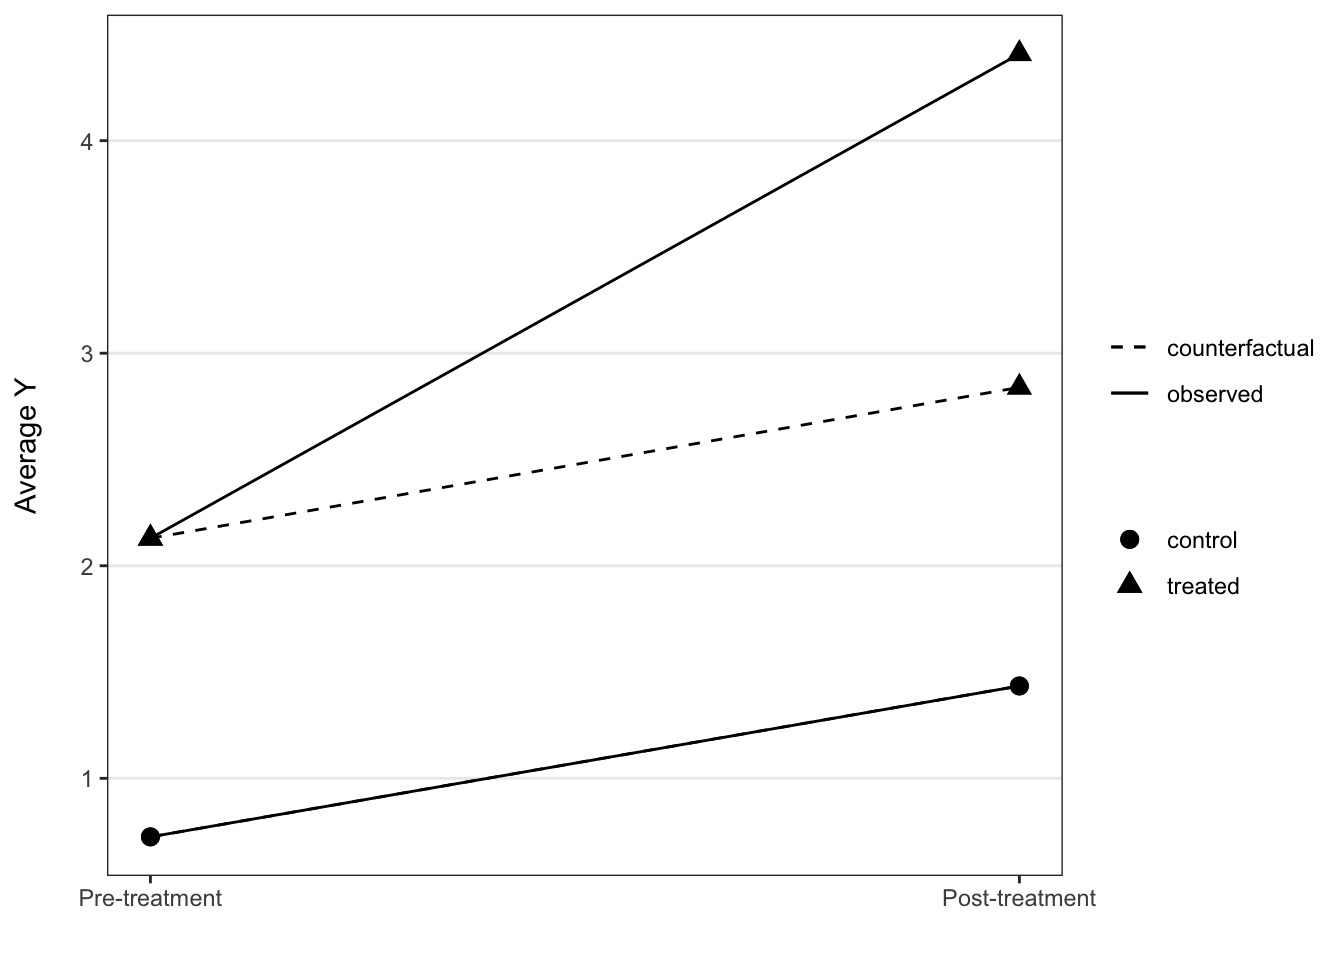 4
3
2
1
Average Y
Pre-treatment
Post-treatment
counterfactual
observed
control
treated